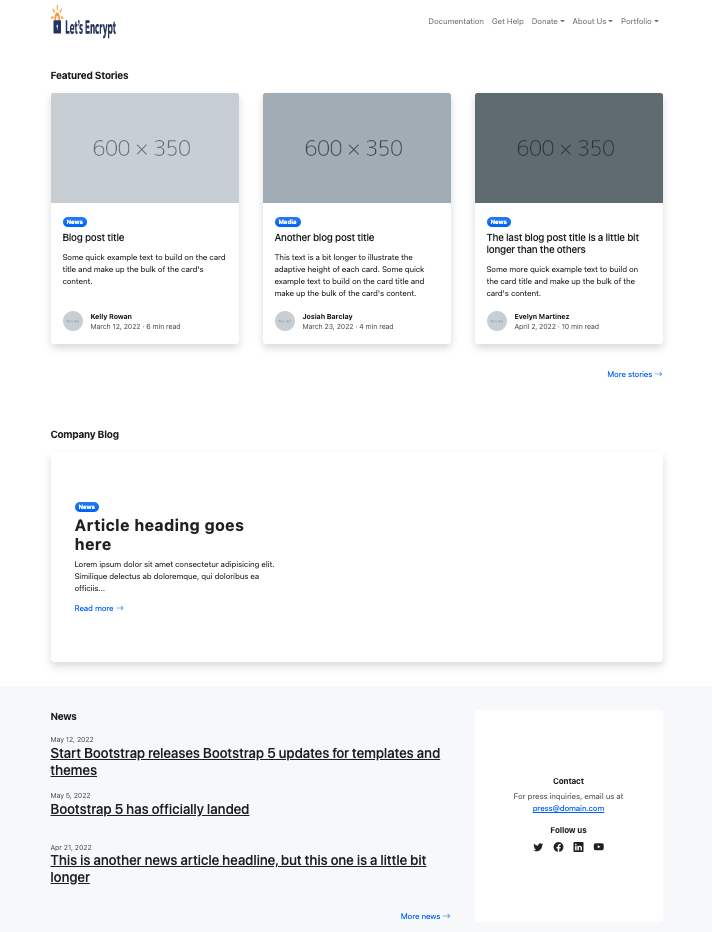 Let's Encrypt
Documentation Get Help Donate About Us Portfolio
Featured Stories
600 × 350
600 × 350
600 × 350
News
Blog post title
Some quick example text to build on the card
title and make up the bulk of the card's
content.
Kelly Rowan
March 12, 2022 · 6 min read
Media
Another blog post title
This text is a bit longer to illustrate the
adaptive height of each card. Some quick
example text to build on the card title and
make up the bulk of the card's content.
Josiah Barclay
March 23, 2022 · 4 min read
News
The last blog post title is a little bit
longer than the others
Some more quick example text to build on
the card title and make up the bulk of the
card's content.
Evelyn Martinez
April 2, 2022 · 10 min read
More stories →
Company Blog
News
Article heading goes
here
Lorem ipsum dolor sit amet consectetur adipisicing elit.
Similique delectus ab doloremque, qui doloribus ea
officiis...
Read more →
News
May 12, 2022
Start Bootstrap releases Bootstrap 5 updates for templates and
themes
May 5, 2022
Bootstrap 5 has officially landed
Apr 21, 2022
This is another news article headline, but this one is a little bit
longer
More news →
Contact
For press inquiries, email us at
press@domain.com
Follow us